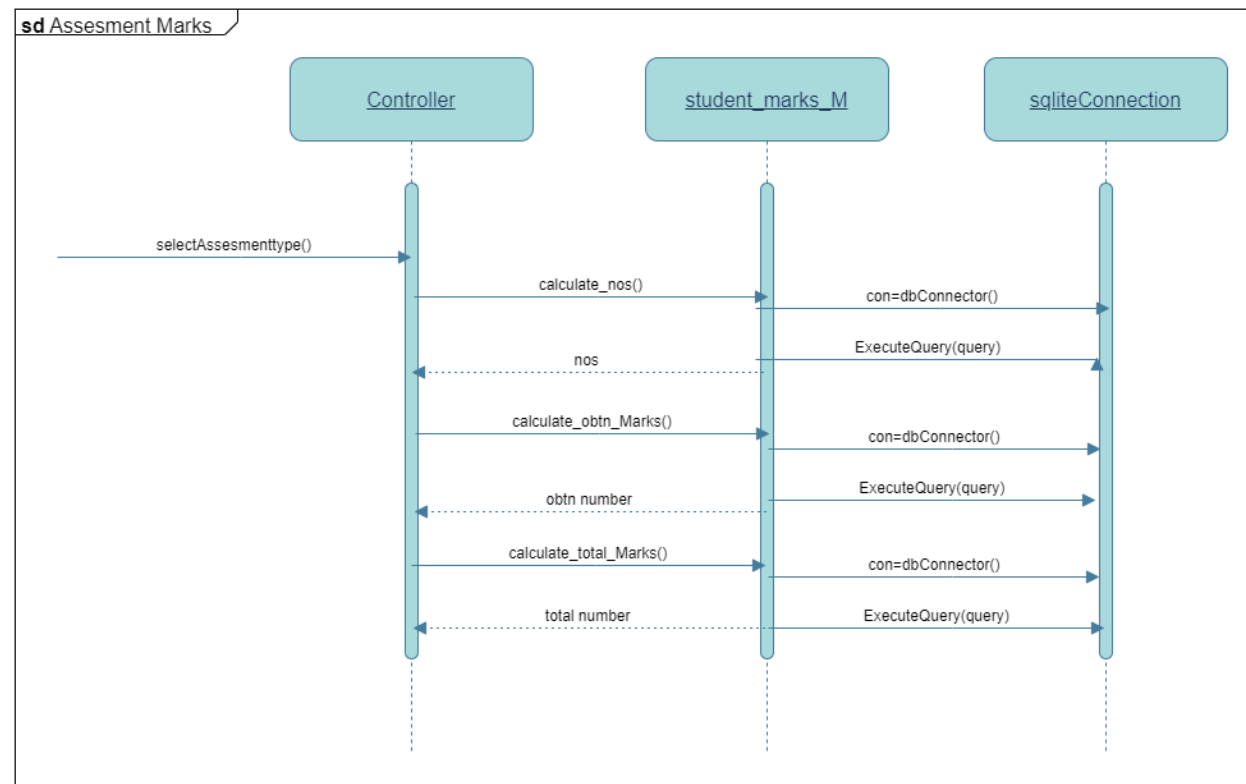 sd Assesment Marks
Controller
student_marks_M
sqliteConnection
selectAssesmenttype()
calculate_nos()
con=dbConnector()
ExecuteQuery(query)
nos
calculate_obtn_Marks()
con=dbConnector()
ExecuteQuery(query)
obtn number
calculate_total_Marks()
con=dbConnector()
total number
ExecuteQuery(query)